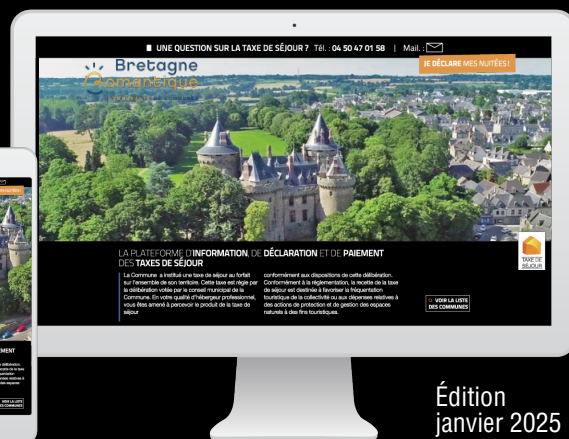 UNE QUESTION SUR LA TAXE DE SÉJOUR ? Tél. : 04 50 47 01 58 | Mail. :
Bretagne
Romantique
JE DÉCLARE MES NUITÉES !
LA PLATEFORME D'INFORMATION, DE DÉCLARATION ET DE PAIEMENT
DES TAXES DE SÉJOUR
La Commune a institué une taxe de séjour au forfait
sur l'ensemble de son territoire. Cette taxe est régie par
la délibération votée par le conseil municipal de la
Commune. En votre qualité d'hébergeur professionnel,
vous êtes amené à percevoir le produit de la taxe de
séjour
conformément aux dispositions de cette délibération.
Conformément à la réglementation, la recette de la taxe
de séjour est destinée à favoriser la fréquentation
touristique de la collectivité ou aux dépenses relatives à
des actions de protection et de gestion des espaces
naturels à des fins touristiques.
TAXE DE
SÉJOUR
VOIR LA LISTE
DES COMMUNES
Édition
janvier 2025